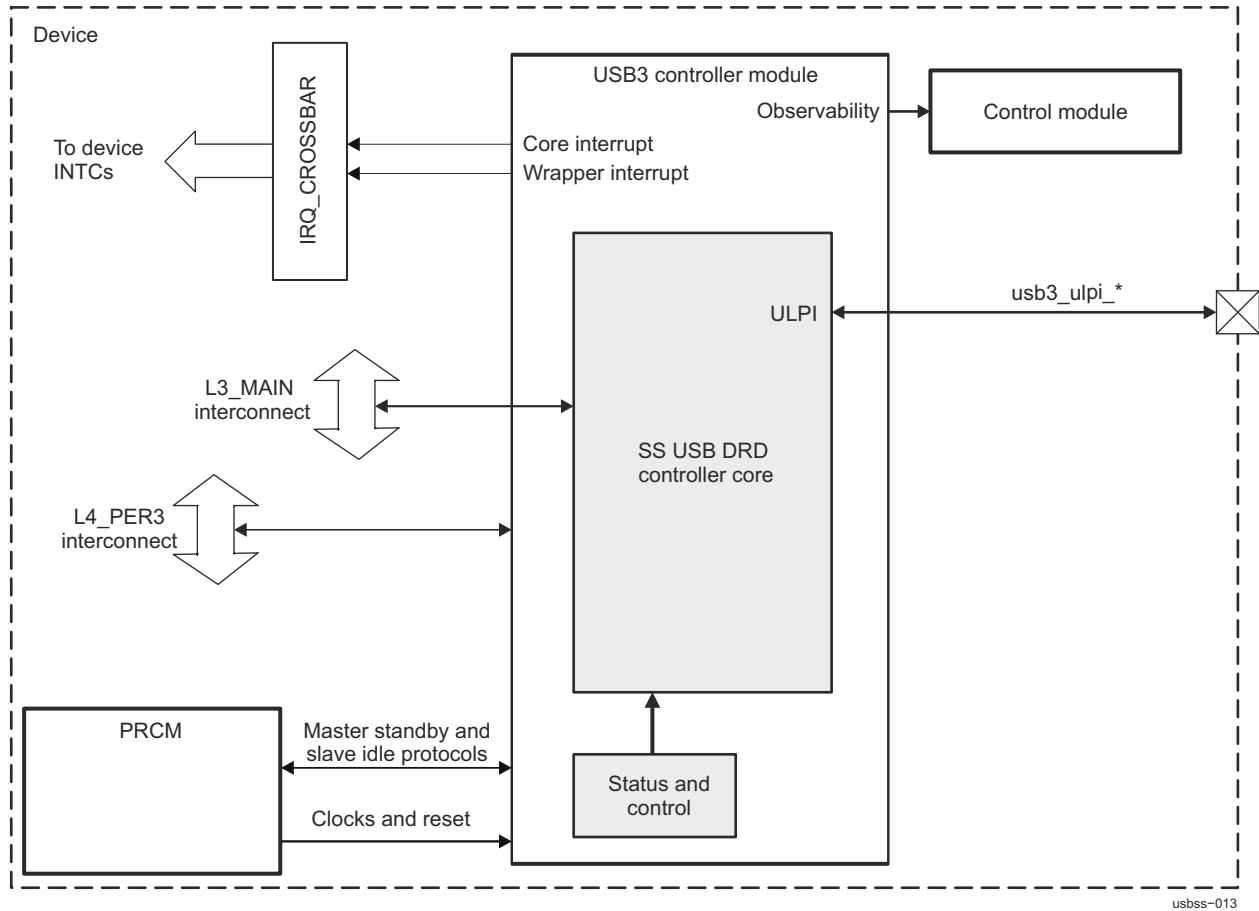 Device
USB3 controller module
Observability
Control module
IRQ_CROSSBAR
To device
INTCs
Core interrupt
Wrapper interrupt
ULPI
usb3_ulpi_*
L3_MAIN
interconnect
SS USB DRD
controller core
L4_PER3
interconnect
PRCM
Master standby and
slave idle protocols
Status and
control
Clocks and reset
usbss−013